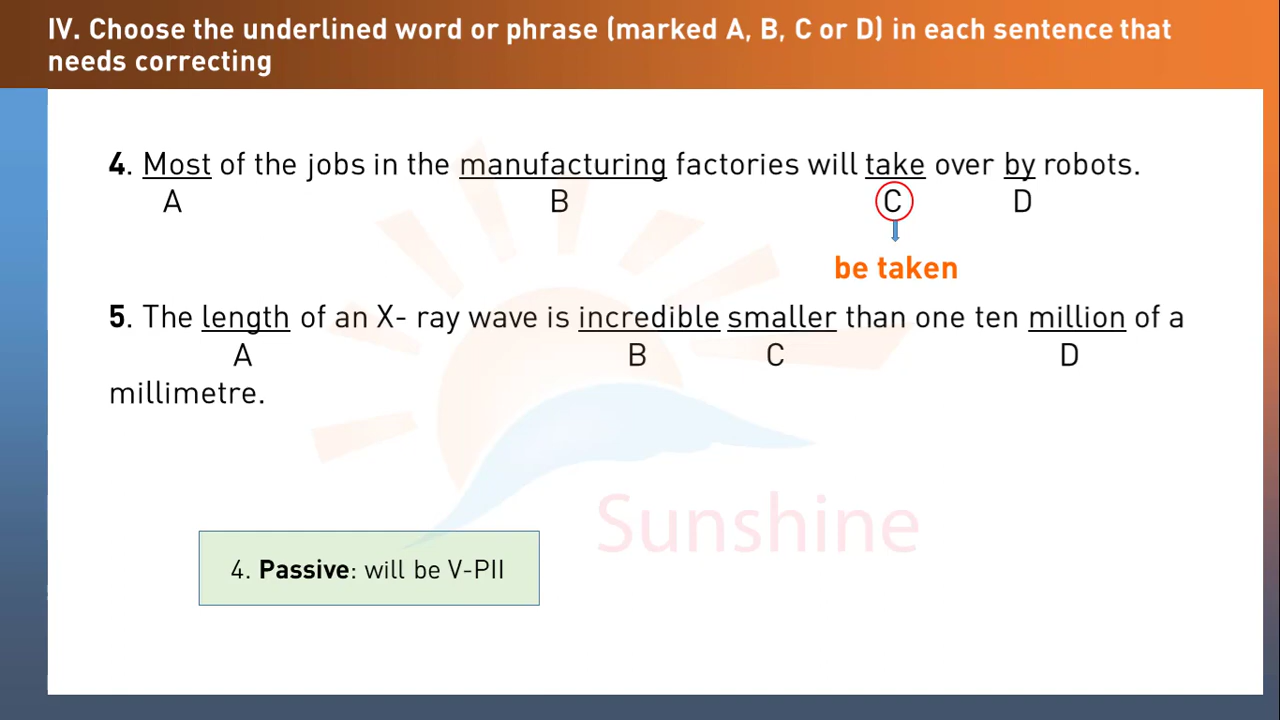 IV. Choose the underlined word or phrase (marked A, B, C or D) in each sentence that
needs correcting
4. Most of the jobs in the manufacturing factories will take over by robots.
A B C D
be taken
5. The length of an X- ray wave is incredible smaller than one ten million of a
A B C D
millimetre.
Sunshine
4. Passive: will be V-PII